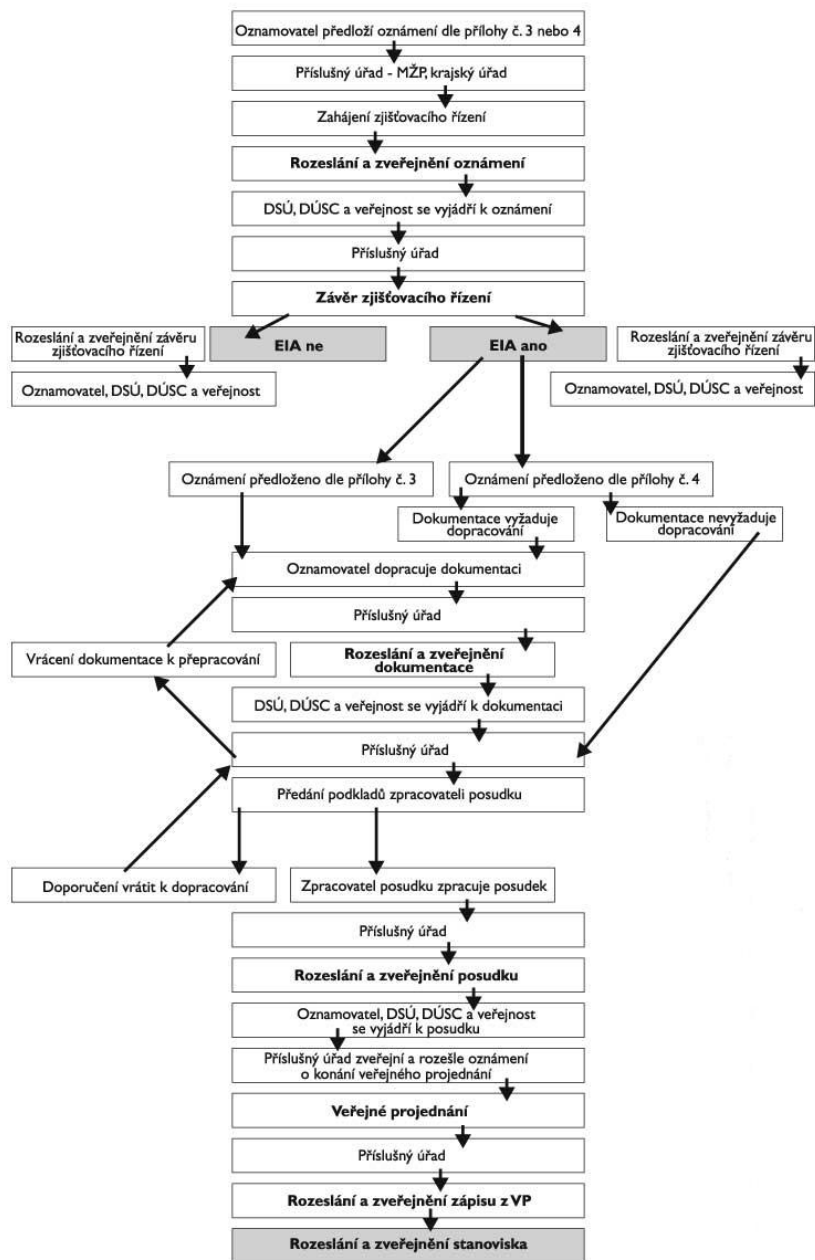 Oznamovatel předloží oznámení dle přílohy č. 3 nebo 4
Příslušný úřad - MŽP, krajský úřad
Zahájení zjišťovacího řízení
Rozeslání a zveřejnění oznámení
DSÚ, DÚSC a veřejnost se vyjádří k oznámení
Příslušný úřad
Závěr zjišťovacího řízení
Rozeslání a zveřejnění závěru
zjišťovacího řízení
EIA ne
EIA ano
Rozeslání a zveřejnění závěru
zjišťovacího řízení
Oznamovatel, DSÚ, DÚSC a veřejnost
Oznamovatel, DSÚ, DÚSC a veřejnost
Oznámení předloženo dle přílohy č. 3
Oznámení předloženo dle přílohy č. 4
Dokumentace vyžaduje
dopracování
Dokumentace nevyžaduje
dopracování
Oznamovatel dopracuje dokumentaci
Příslušný úřad
Vrácení dokumentace k přepracování
Rozeslání a zveřejnění
dokumentace
DSÚ, DÚSC a veřejnost se vyjádří k dokumentaci
Příslušný úřad
Předání podkladů zpracovateli posudku
Doporučení vrátit k dopracování
Zpracovatel posudku zpracuje posudek
Příslušný úřad
Rozeslání a zveřejnění posudku
Oznamovatel, DSÚ, DÚSC a veřejnost
se vyjádří k posudku
Příslušný úřad zveřejní a rozešle oznámení
o konání veřejného projednání
Veřejné projednání
Příslušný úřad
Rozeslání a zveřejnění zápisu z VP
Rozeslání a zveřejnění stanoviska